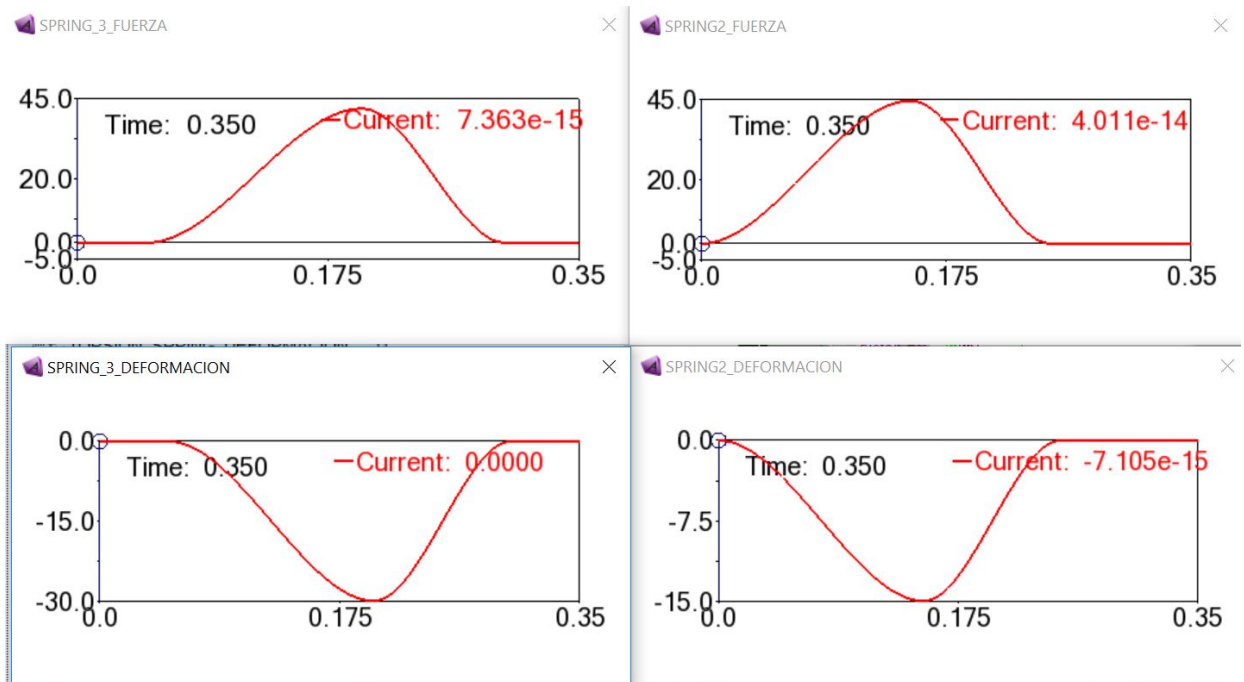 SPRING_3_FUERZA
45.0
Time: 0.350
Current: 7.363e-15
20.0
0.0
-5.0
0.0
0.175
0.35
SPRING2_FUERZA
45.0
Time: 0.350
Current: 4.011e-14
20.0
0.0
-5.0
0.0
0.175
0.35
SPRING_3_DEFORMACION
0.0
Time: 0.350
Current: 0.0000
-15.0
-30.0
0.0
0.175
0.35
SPRING2_DEFORMACION
0.0
Time: 0.350
Current: -7.105e-15
-7.5
-15.0
0.0
0.175
0.35